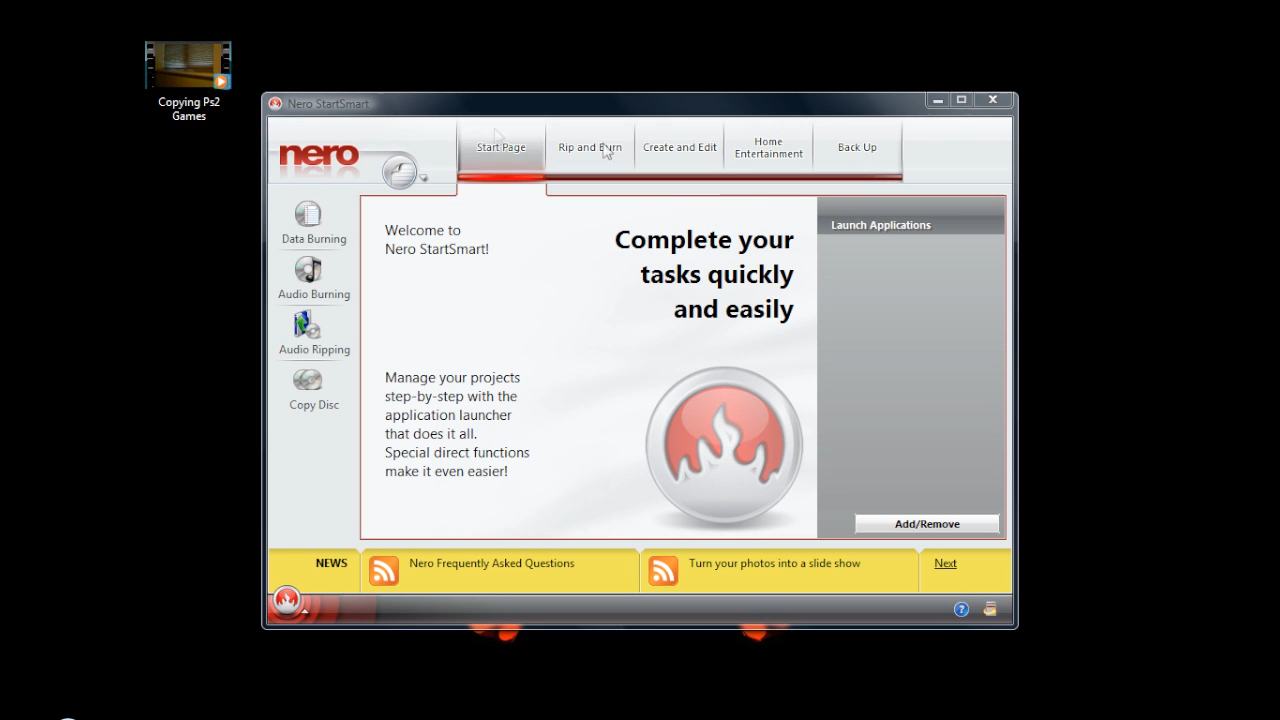 Copying Ps2
Games
Nero StartSmart
nero
Start Page
Rip and Burn
Create and Edit
Home
Entertainment
Back Up
Data Burning
Audio Burning
Audio Ripping
Copy Disc
Welcome to
Nero StartSmart!
Complete your
tasks quickly
and easily
Manage your projects
step-by-step with the
application launcher
that does it all.
Special direct functions
make it even easier!
Launch Applications
Add/Remove
NEWS
Nero Frequently Asked Questions
Turn your photos into a slide show
Next